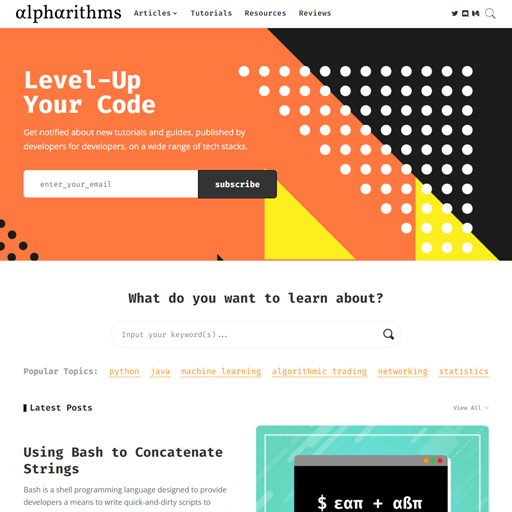 αlphαrithms
Articles
Tutorials
Resources
Reviews
Level-Up
Your Code
Get notified about new tutorials and guides, published by
developers for developers, on a wide range of tech stacks.
enter_your_email
subscribe
What do you want to learn about?
Input your keyword(s)...
Popular Topics: python java machine learning algorithmic trading networking statistics
Latest Posts
View All →
Using Bash to Concatenate
Strings
Bash is a shell programming language designed to provide
developers a means to write quick-and-dirty scripts to
$ εαπ + αβπ